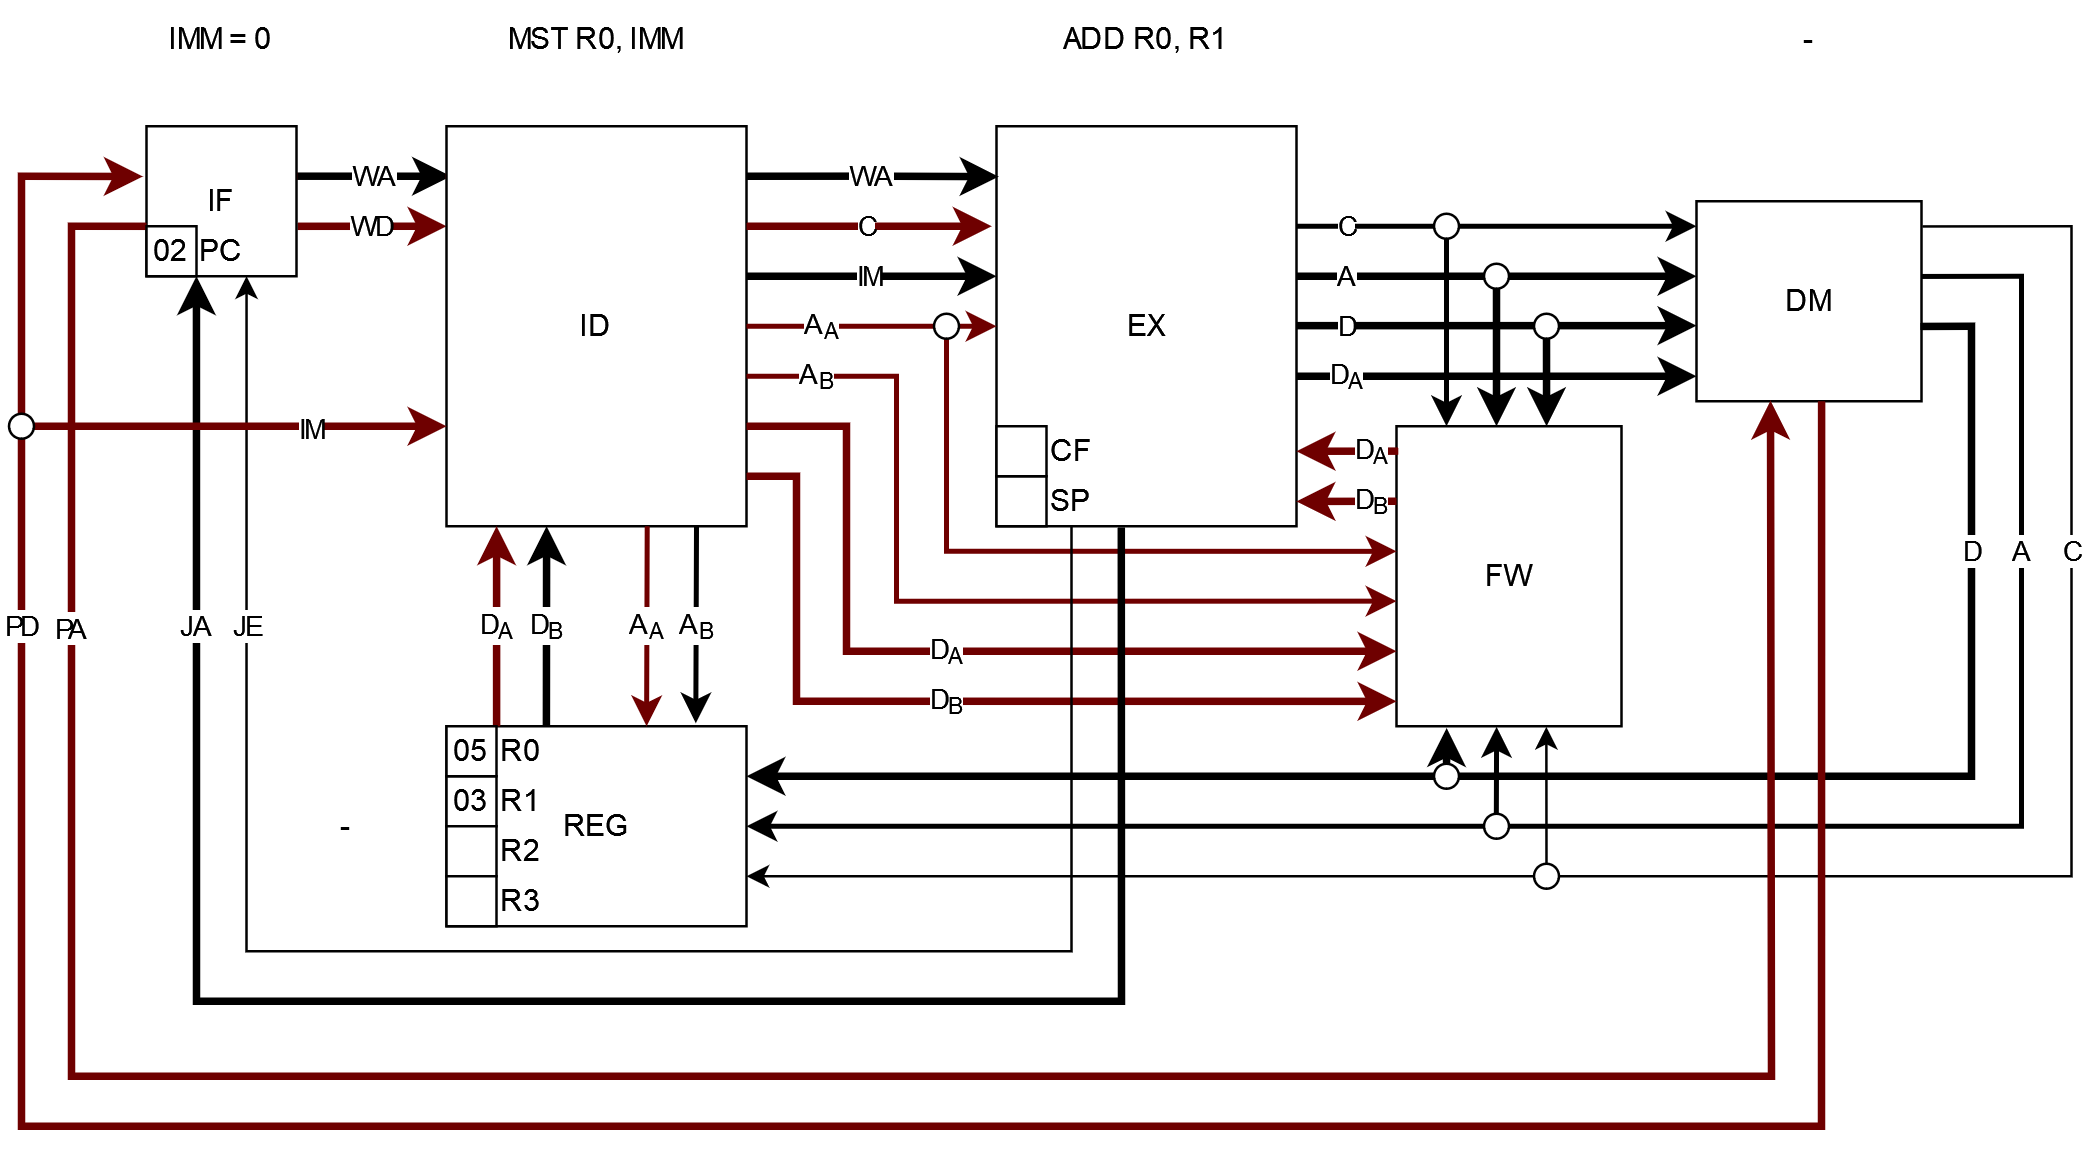 IMM = 0
MST R0, IMM
ADD R0, R1
-
IF
02 PC
WA
WD
ID
WA
O
IM
AA
AB
EX
CF
SP
C
A
D
DA
DM
DA
DB
FW
IM
D A C
PD PA JA JE
DA DB AA AB
DA
DB
05 R0
03 R1
R2
R3
REG
-